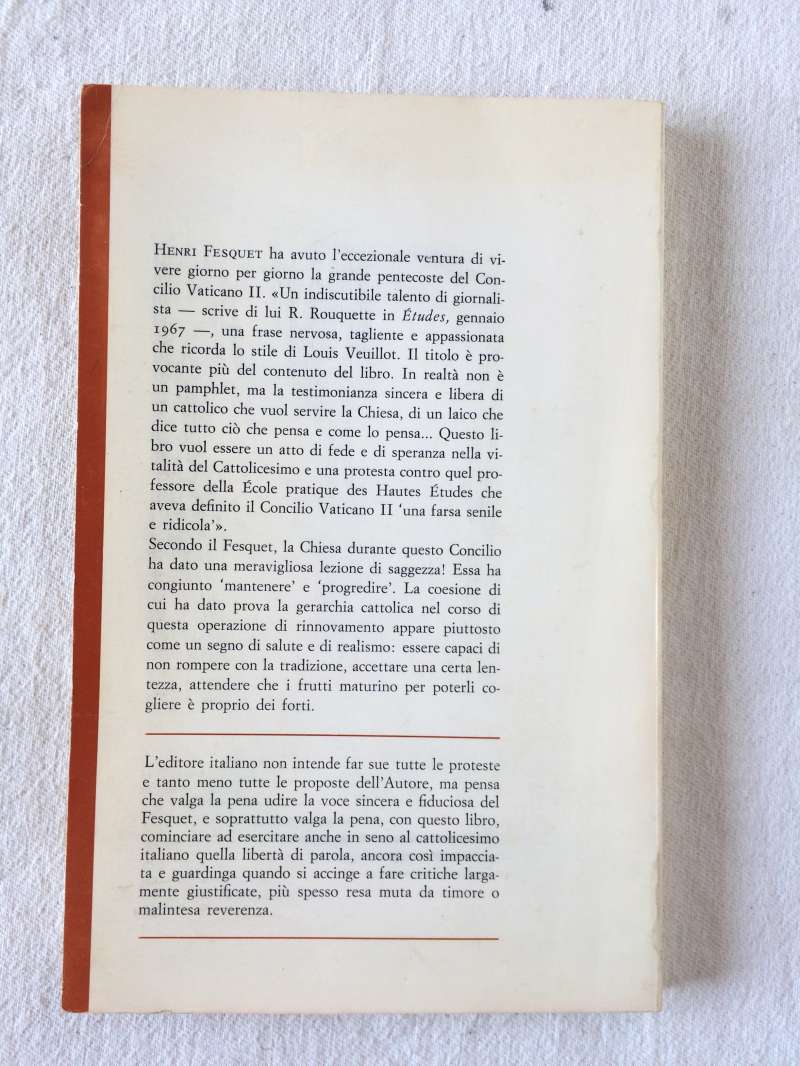 HENRI FESQUET ha avuto l'eccezionale ventura di vi-
vere giorno per giorno la grande pentecoste del Con-
cilio Vaticano II. «Un indiscutibile talento di giornali-
sta — scrive di lui R. Rouquette in Études, gennaio
1967 —, una frase nervosa, tagliente e appassionata
che ricorda lo stile di Louis Veuillot. Il titolo è pro-
vocante più del contenuto del libro. In realtà non è
un pamphlet, ma la testimonianza sincera e libera di
un cattolico che vuol servire la Chiesa, di un laico che
dice tutto ciò che pensa e come lo pensa... Questo li-
bro vuol essere un atto di fede e di speranza nella vi-
talità del Cattolicesimo e una protesta contro quel pro-
fessore della École pratique des Hautes Études che
aveva definito il Concilio Vaticano II 'una farsa senile
e ridicola'».
Secondo il Fesquet, la Chiesa durante questo Concilio
ha dato una meravigliosa lezione di saggezza! Essa ha
congiunto 'mantenere' e 'progredire'. La coesione di
cui ha dato prova la gerarchia cattolica nel corso di
questa operazione di rinnovamento appare piuttosto
come un segno di salute e di realismo: essere capaci di
non rompere con la tradizione, accettare una certa len-
tezza, attendere che i frutti maturino per poterli co-
gliere è proprio dei forti.
L'editore italiano non intende far sue tutte le proteste
e tanto meno tutte le proposte dell'Autore, ma pensa
che valga la pena udire la voce sincera e fiduciosa del
Fesquet, e soprattutto valga la pena, con questo libro,
cominciare ad esercitare anche in seno al cattolicesimo
italiano quella libertà di parola, ancora così impaccia-
ta e guardinga quando si accinge a fare critiche larga-
mente giustificate, più spesso resa muta da timore o
malintesa reverenza.